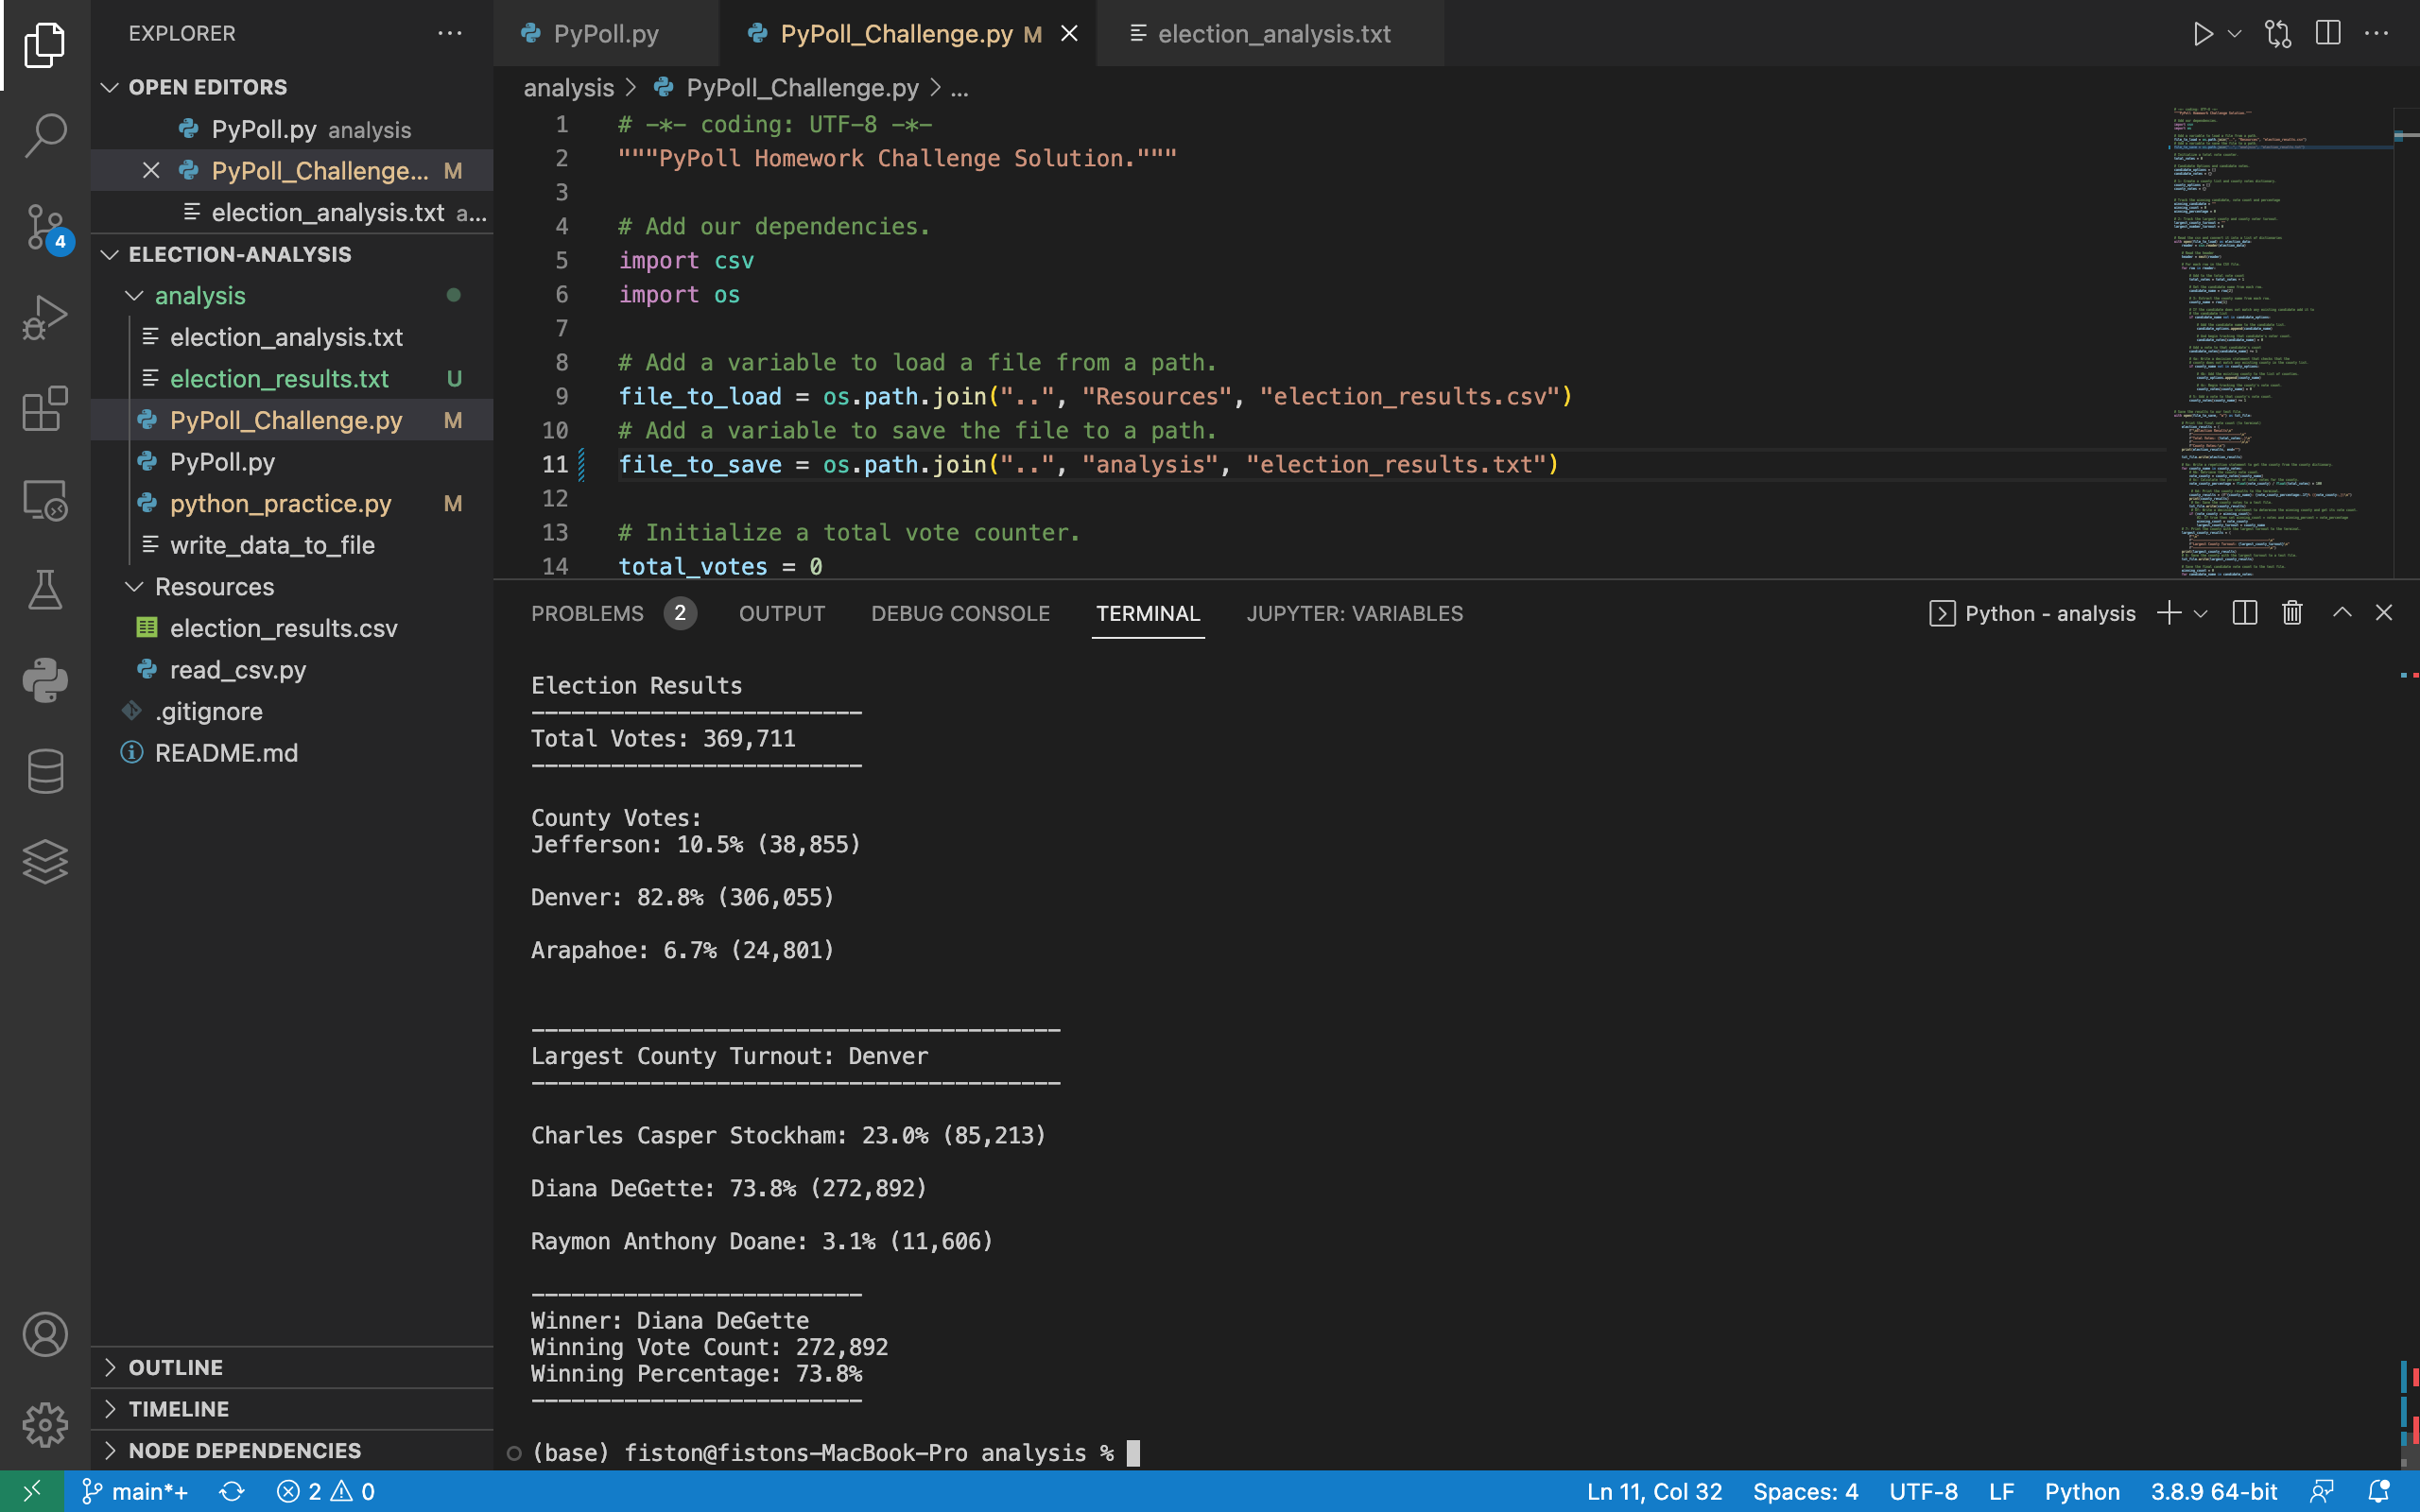 EXPLORER
OPEN EDITORS
PyPoll.py analysis
PyPoll_Challenge... M
election_analysis.txt a...
4
ELECTION-ANALYSIS
analysis
election_analysis.txt
election_results.txt U
PyPoll_Challenge.py M
PyPoll.py
python_practice.py M
write_data_to_file
Resources
election_results.csv
read_csv.py
.gitignore
README.md
OUTLINE
TIMELINE
NODE DEPENDENCIES
PyPoll.py
PyPoll_Challenge.py M
election_analysis.txt
analysis > PyPoll_Challenge.py > ...
1 # -*- coding: UTF-8 -*-
2 """PyPoll Homework Challenge Solution."""
3
4 # Add our dependencies.
5 import csv
6 import os
7
8 # Add a variable to load a file from a path.
9 file_to_load = os.path.join("..", "Resources", "election_results.csv")
10 # Add a variable to save the file to a path.
11 file_to_save = os.path.join("..", "analysis", "election_results.txt")
12
13 # Initialize a total vote counter.
14 total_votes = 0
PROBLEMS 2 OUTPUT DEBUG CONSOLE TERMINAL JUPYTER: VARIABLES
Python - analysis
Election Results
-------------------------
Total Votes: 369,711
-------------------------
County Votes:
Jefferson: 10.5% (38,855)
Denver: 82.8% (306,055)
Arapahoe: 6.7% (24,801)
----------------------------------------
Largest County Turnout: Denver
----------------------------------------
Charles Casper Stockham: 23.0% (85,213)
Diana DeGette: 73.8% (272,892)
Raymon Anthony Doane: 3.1% (11,606)
-------------------------
Winner: Diana DeGette
Winning Vote Count: 272,892
Winning Percentage: 73.8%
-------------------------
(base) fiston@fistons-MacBook-Pro analysis %
main*+ 2 0 Ln 11, Col 32 Spaces: 4 UTF-8 LF Python 3.8.9 64-bit